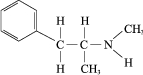 H H CH₃
C C N
H CH₃ H